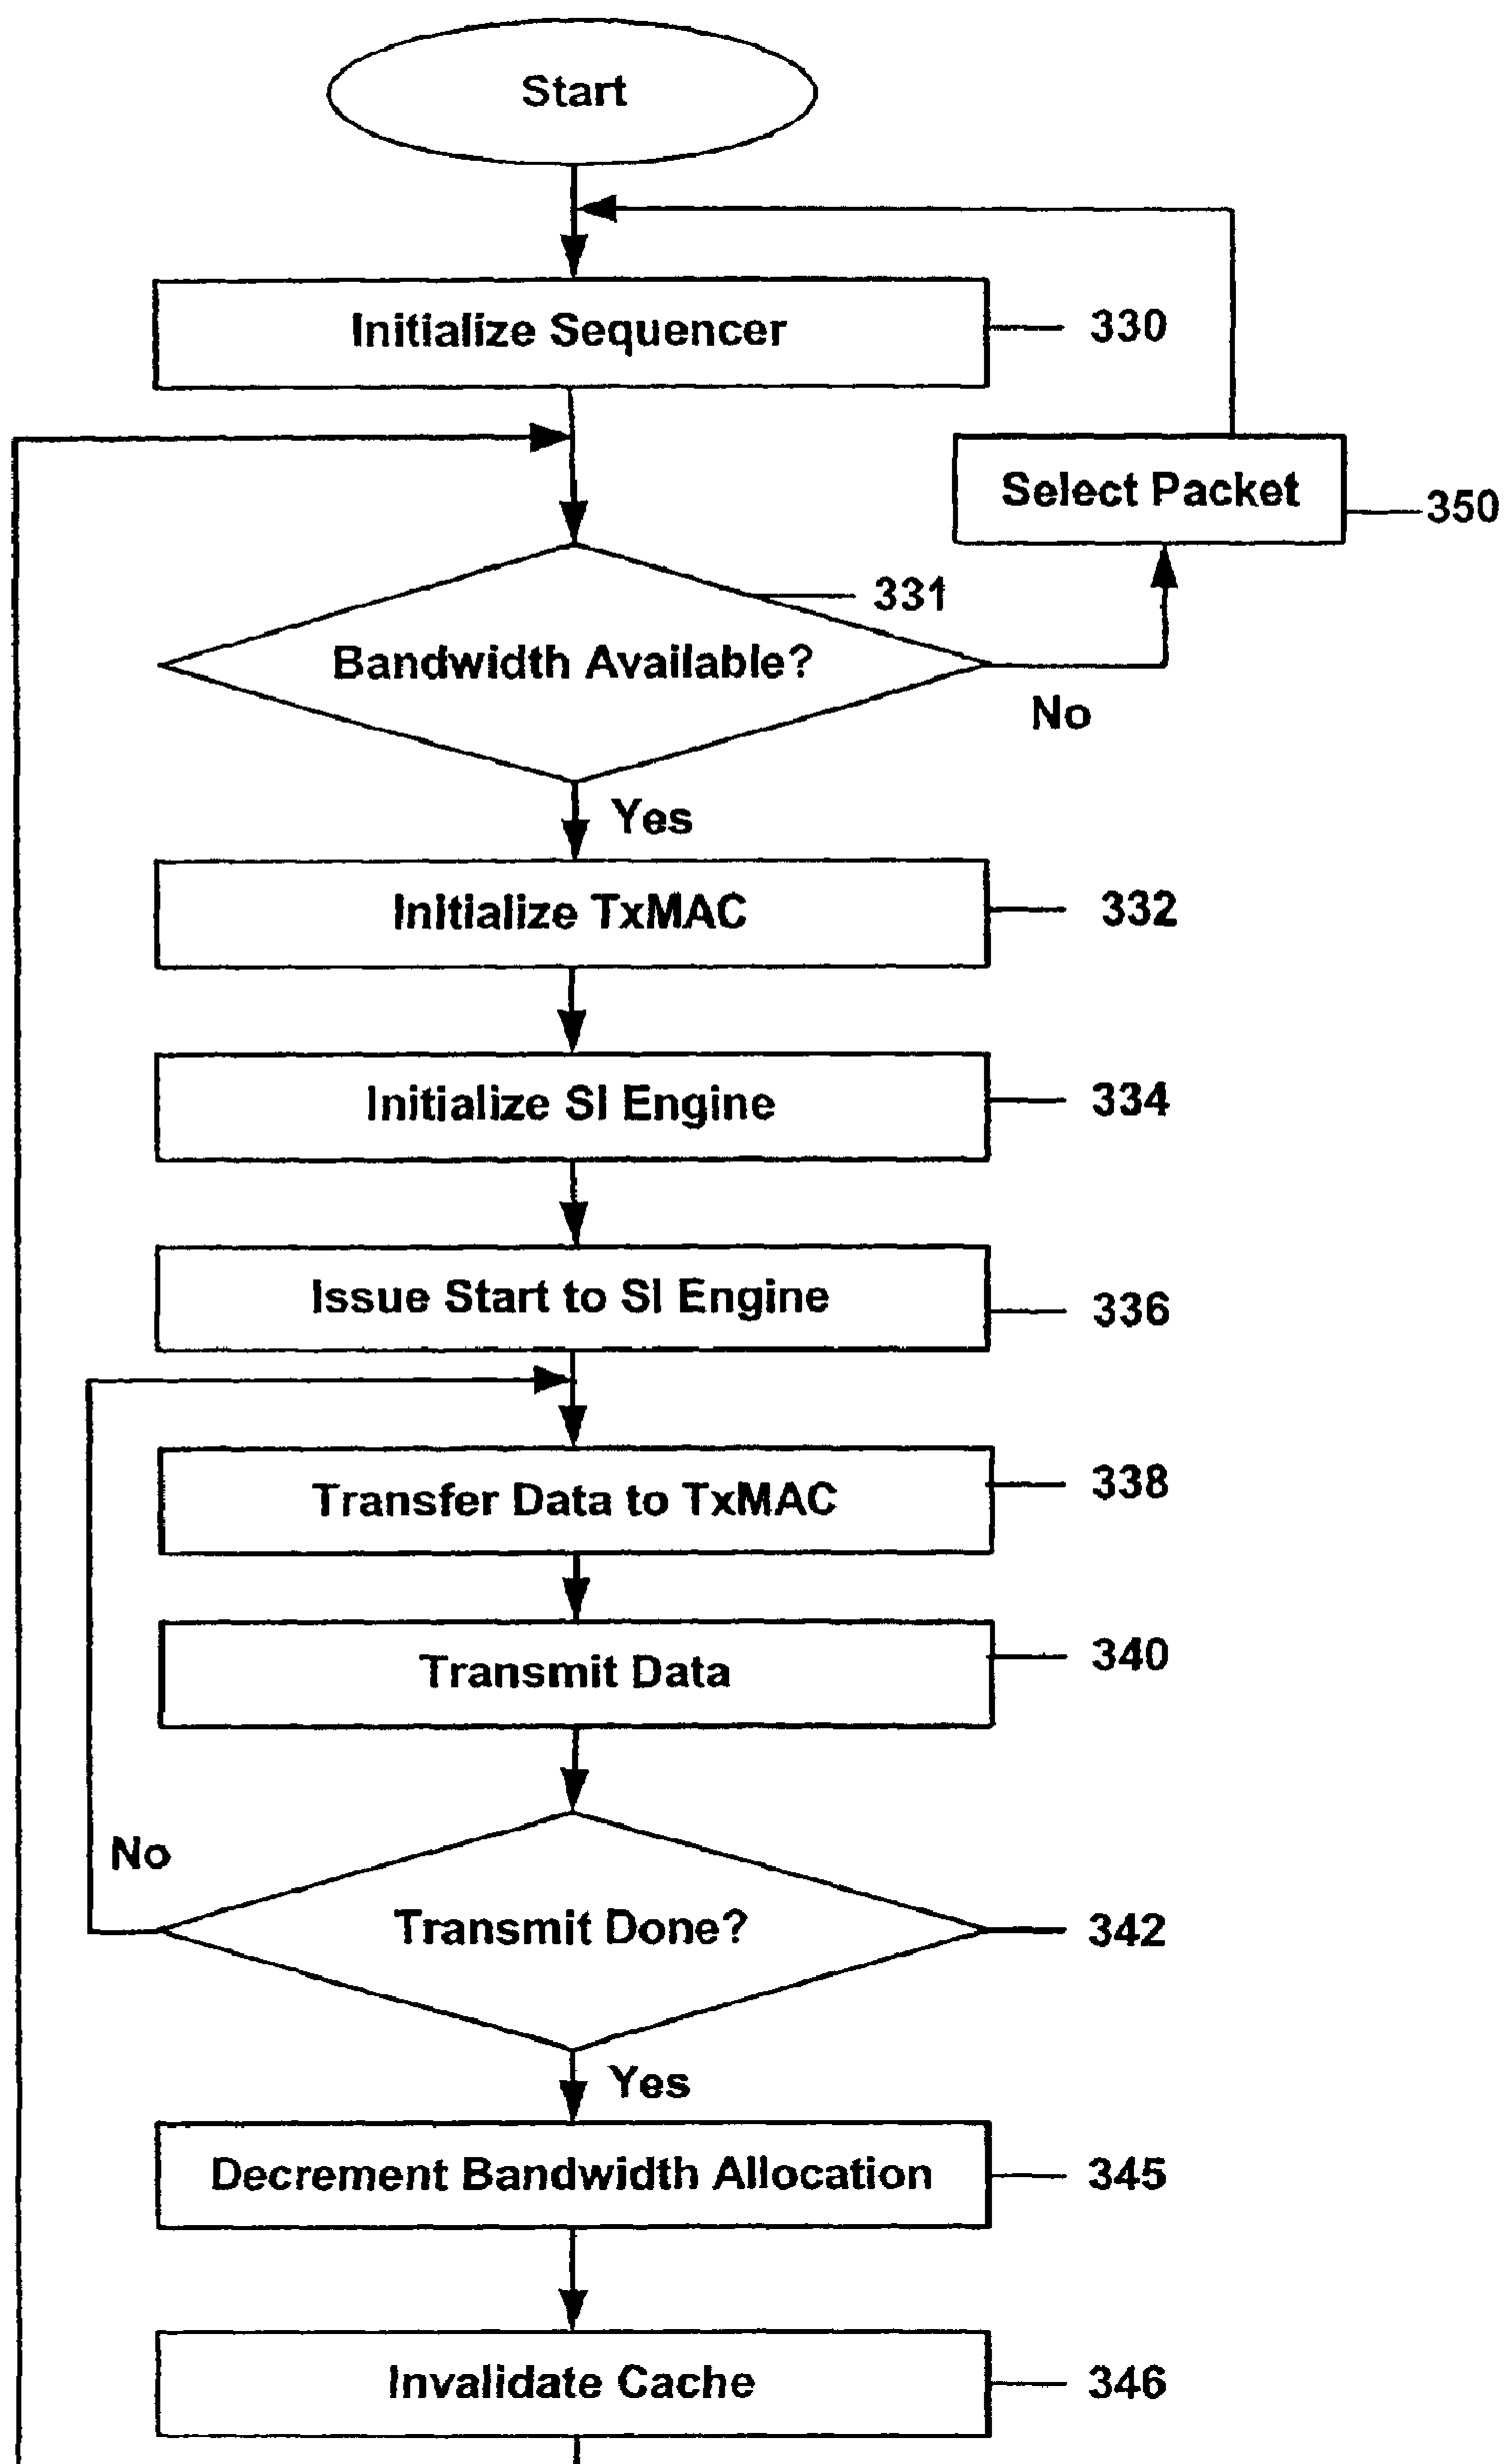 Start
Initialize Sequencer
330
Select Packet
350
331
Bandwidth Available?
No
Yes
Initialize TxMAC
332
Initialize SI Engine
334
Issue Start to SI Engine
336
Transfer Data to TxMAC
338
Transmit Data
340
No
Transmit Done?
342
Yes
Decrement Bandwidth Allocation
345
Invalidate Cache
346